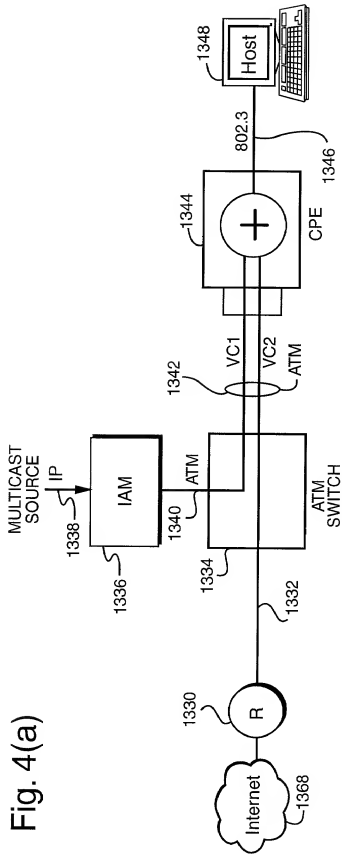 Fig. 4(a)
MULTICAST
SOURCE
IP
1338
IAM
1336
ATM
1340
1334
ATM
SWITCH
1332
1330
R
Internet
1368
1342
VC1
VC2
ATM
1344
CPE
802.3
1346
1348
Host